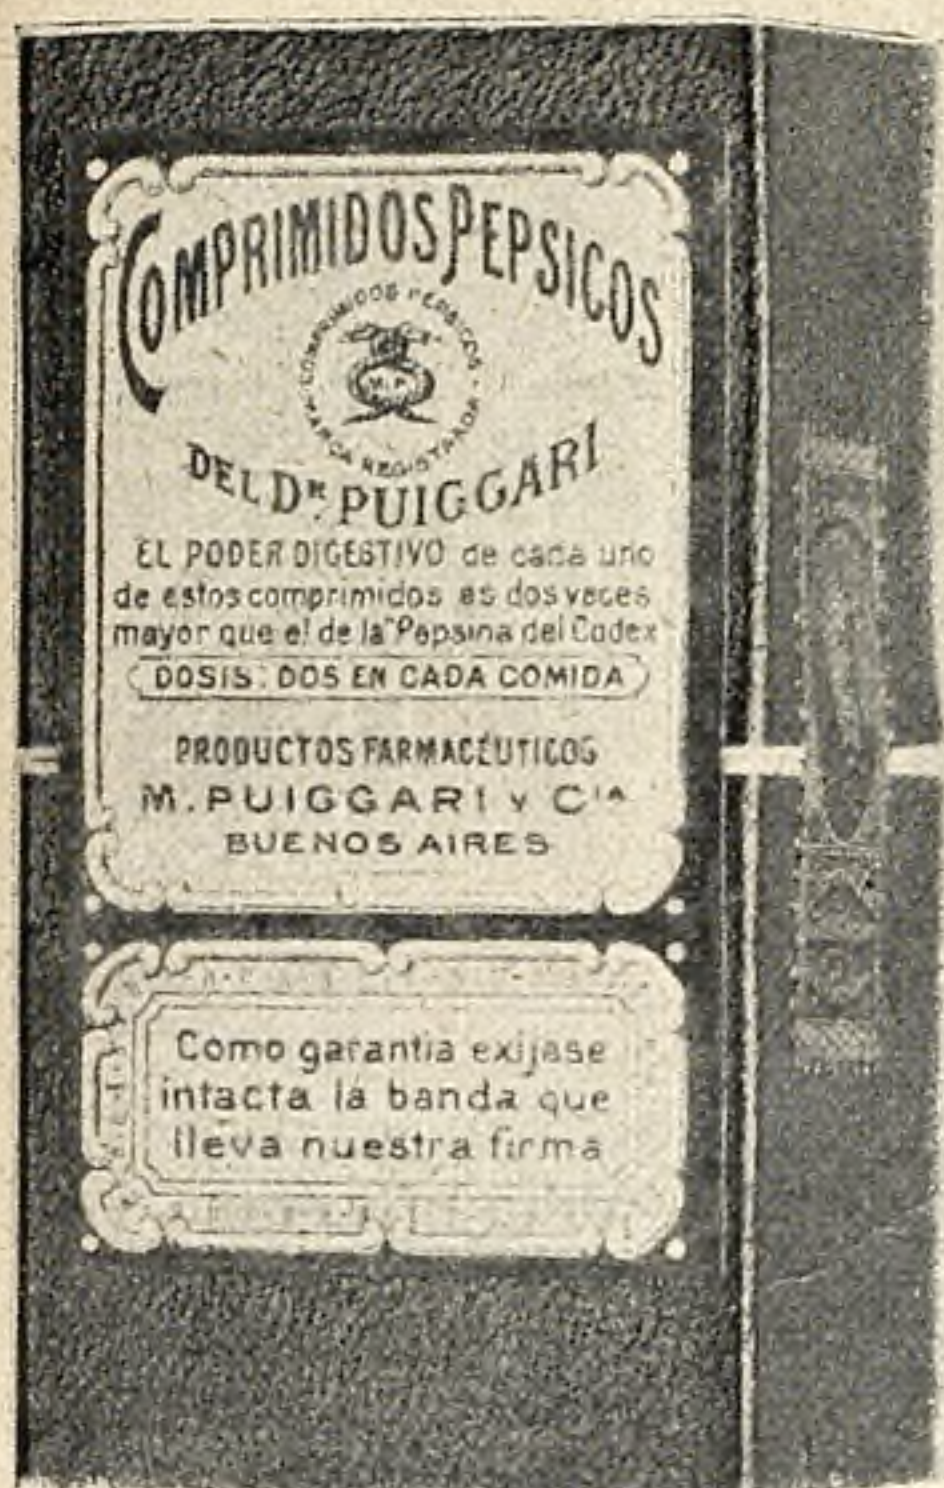 COMPRIMIDOS PEPSICOS
COMPRIMIDOS PEPSICOS
M.P.
MARCA REGISTRADA
DEL DR. PUIGGARI
EL PODER DIGESTIVO de cada uno
de estos comprimidos es dos veces
mayor que el de la "Pepsina del Codex"
DOSIS: DOS EN CADA COMIDA
PRODUCTOS FARMACÉUTICOS
M. PUIGGARI Y CIA
BUENOS AIRES
Como garantia exijase
intacta la banda que
lleva nuestra firma